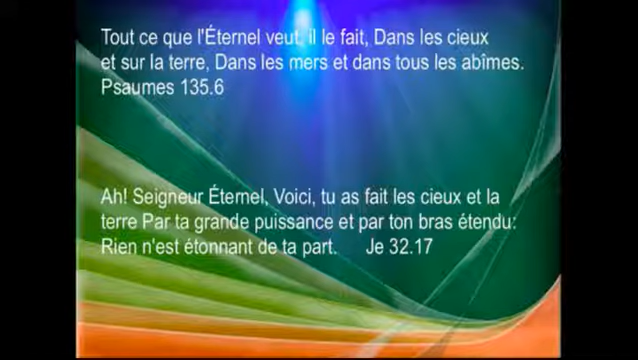 Tout ce que l'Éternel veut, il le fait, Dans les cieux
et sur la terre, Dans les mers et dans tous les abîmes.
Psaumes 135.6
Ah! Seigneur Éternel, Voici, tu as fait les cieux et la
terre Par ta grande puissance et par ton bras étendu:
Rien n'est étonnant de ta part. Je 32.17